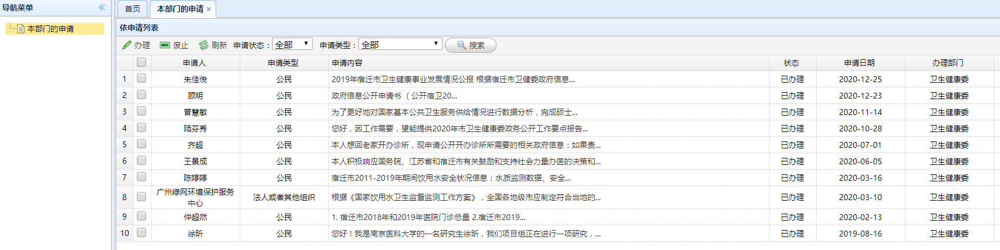 导航菜单
本部门的申请
首页 本部门的申请
依申请列表
办理 废止 刷新 申请状态： 全部 申请类型： 全部 搜索
申请人 申请类型 申请内容 状态 申请日期 办理部门
1 朱佳俊 公民 2019年宿迁市卫生健康事业发展情况公报 根据宿迁市卫健委政府信息... 已办理 2020-12-25 卫生健康委
2 顾明 公民 政府信息公开申请书 （ 公开宿卫20... 已办理 2020-12-23 卫生健康委
3 曾慧敏 公民 为了更好地对国家基本公共卫生服务供给情况进行数据分析，完成硕士... 已办理 2020-11-14 卫生健康委
4 陆芬秀 公民 您好，因工作需要，望能提供2020年市卫生健康委政务公开工作要点报告... 已办理 2020-10-28 卫生健康委
5 齐超 公民 本人想回老家开办诊所，现申请公开开办诊所所需要的相关政府信息：如果贵... 已办理 2020-07-01 卫生健康委
6 王景成 公民 本人积极响应国务院、江苏省和宿迁市有关鼓励和支持社会力量办医的决策和... 已办理 2020-06-05 卫生健康委
7 陈婷婷 公民 宿迁市2011-2019年期间饮用水安全状况信息：水质监测数据、安全... 已办理 2020-03-16 卫生健康委
8 广州绿网环境保护服务
中心 法人或者其他组织 根据《国家饮用水卫生监督监测工作方案》，全国各地级市应制定符合当地的... 已办理 2020-03-10 卫生健康委
9 仲超然 公民 1. 宿迁市2018年和2019年医院门诊总量 2.宿迁市2019... 已办理 2020-02-13 卫生健康委
10 徐昕 公民 您好！我是南京医科大学的一名研究生徐昕，我们项目组正在进行一项研究，... 已办理 2019-08-16 卫生健康委